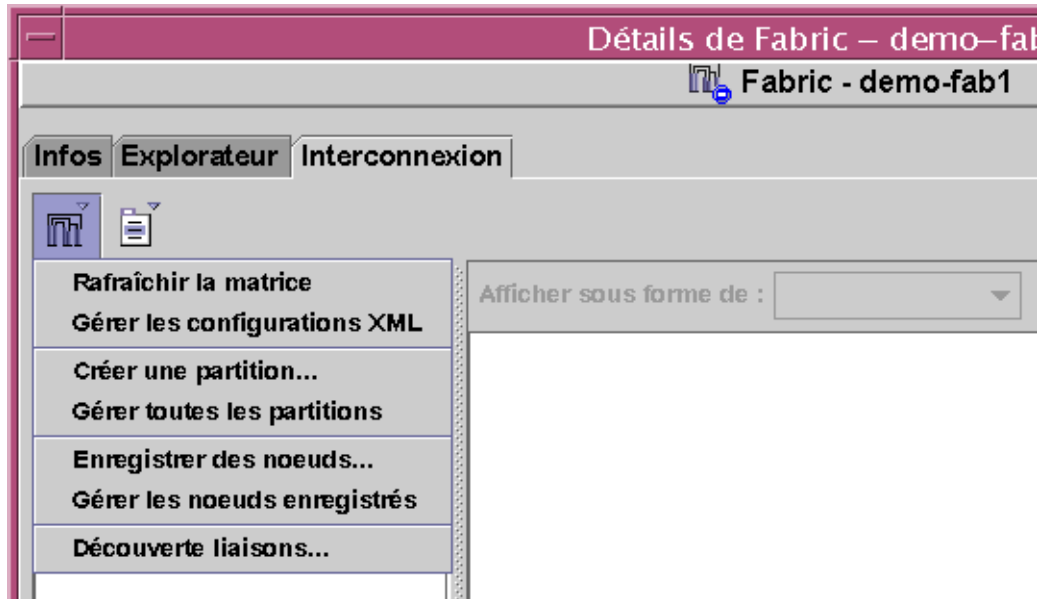 Détails de Fabric – demo–fab
Fabric - demo-fab1
Infos Explorateur Interconnexion
Rafraîchir la matrice
Afficher sous forme de :
Gérer les configurations XML
Créer une partition...
Gérer toutes les partitions
Enregistrer des noeuds...
Gérer les noeuds enregistrés
Découverte liaisons...